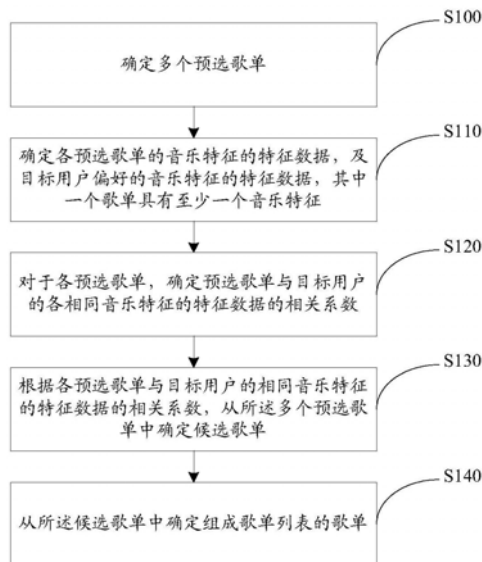 S100
确定多个预选歌单
S110
确定各预选歌单的音乐特征的特征数据，及
目标用户偏好的音乐特征的特征数据，其中
一个歌单具有至少一个音乐特征
S120
对于各预选歌单，确定预选歌单与目标用户
的各相同音乐特征的特征数据的相关系数
S130
根据各预选歌单与目标用户的相同音乐特征
的特征数据的相关系数，从所述多个预选歌
单中确定候选歌单
S140
从所述候选歌单中确定组成歌单列表的歌单